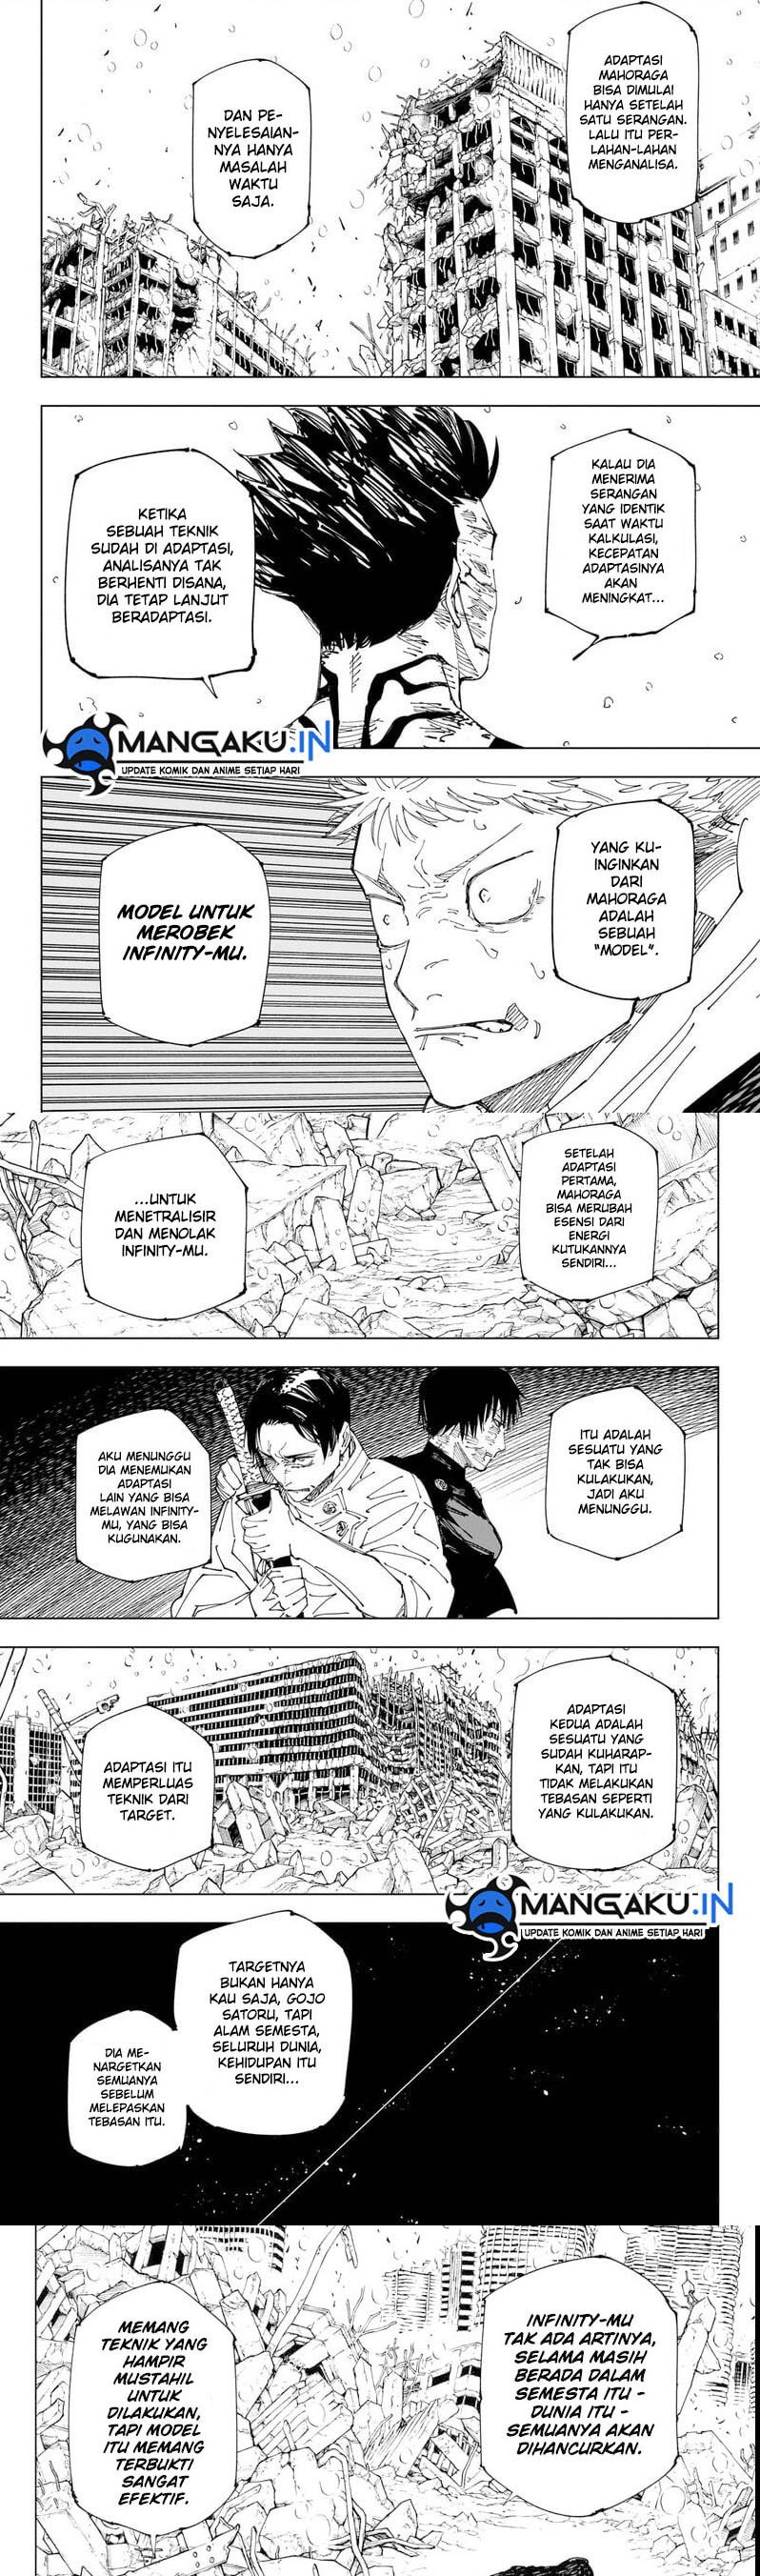 ADAPTASI
MAHORAGA
BISA DIMULAI
HANYA SETELAH
SATU SERANGAN.
LALU ITU PER-
LAHAN-LAHAN
MENGANALISA.
DAN PE-
NYELESAIAN-
NYA HANYA
MASALAH
WAKTU
SAJA.
KALAU DIA
MENERIMA
SERANGAN
YANG IDENTIK
SAAT WAKTU
KALKULASI,
KECEPATAN
ADAPTASINYA
AKAN
MENINGKAT...
KETIKA
SEBUAH TEKNIK
SUDAH DI ADAPTASI,
ANALISANYA TAK
BERHENTI DISANA,
DIA TETAP LANJUT
BERADAPTASI.
MANGAKU.IN
UPDATE KOMIK DAN ANIME SETIAP HARI
YANG KU-
INGINKAN
DARI
MAHORAGA
ADALAH
SEBUAH
"MODEL".
MODEL UNTUK
MEROBEK
INFINITY-MU.
SETELAH
ADAPTASI
PERTAMA,
MAHORAGA
BISA MERUBAH
ESENSI DARI
ENERGI
KUTUKANNYA
SENDIRI...
...UNTUK
MENETRALISIR
DAN MENOLAK
INFINITY-MU.
ITU ADALAH
SESUATU YANG
TAK BISA
KULAKUKAN,
JADI AKU
MENUNGGU.
AKU MENUNGGU
DIA MENEMUKAN
ADAPTASI
LAIN YANG BISA
MELAWAN INFINITY-
MU, YANG BISA
KUGUNAKAN.
ADAPTASI
KEDUA ADALAH
SESUATU YANG
SUDAH KUHARAP-
KAN, TAPI ITU
TIDAK MELAKUKAN
TEBASAN SEPERTI
YANG KULAKUKAN.
ADAPTASI ITU
MEMPERLUAS
TEKNIK DARI
TARGET.
MANGAKU.IN
UPDATE KOMIK DAN ANIME SETIAP HARI
TARGETNYA
BUKAN HANYA
KAU SAJA, GOJO
SATORU, TAPI
ALAM SEMESTA,
SELURUH DUNIA,
KEHIDUPAN ITU
SENDIRI...
DIA ME-
NARGETKAN
SEMUANYA
SEBELUM
MELEPASKAN
TEBASAN ITU.
INFINITY-MU
TAK ADA ARTINYA,
SELAMA MASIH
BERADA DALAM
SEMESTA ITU -
DUNIA ITU -
SEMUANYA AKAN
DIHANCURKAN.
MEMANG
TEKNIK YANG
HAMPIR
MUSTAHIL
UNTUK
DILAKUKAN,
TAPI MODEL
ITU MEMANG
TERBUKTI
SANGAT
EFEKTIF.